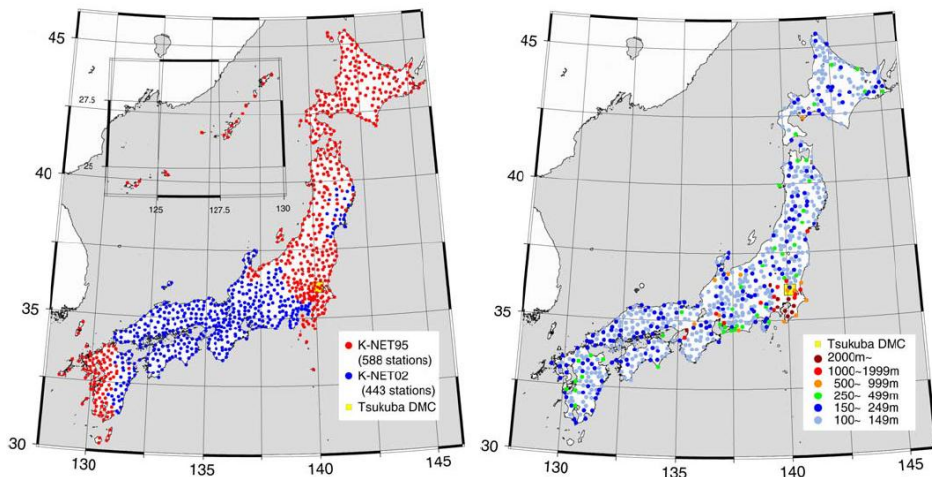 45
40
35
30
130
135
140
145
27.5
25
125
127.5
130
K-NET95
(588 stations)
K-NET02
(443 stations)
Tsukuba DMC
45
40
35
30
130
135
140
145
Tsukuba DMC
2000m~
1000~1999m
500~ 999m
250~ 499m
150~ 249m
100~ 149m